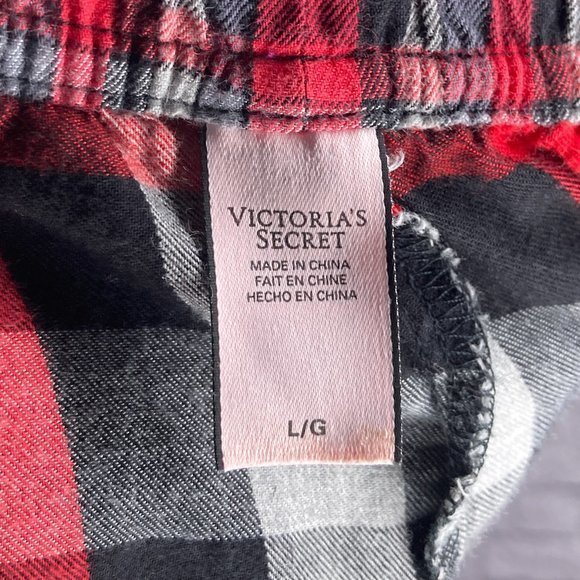 VICTORIA'S
SECRET
MADE IN CHINA
FAIT EN CHINE
HECHO EN CHINA
L/G